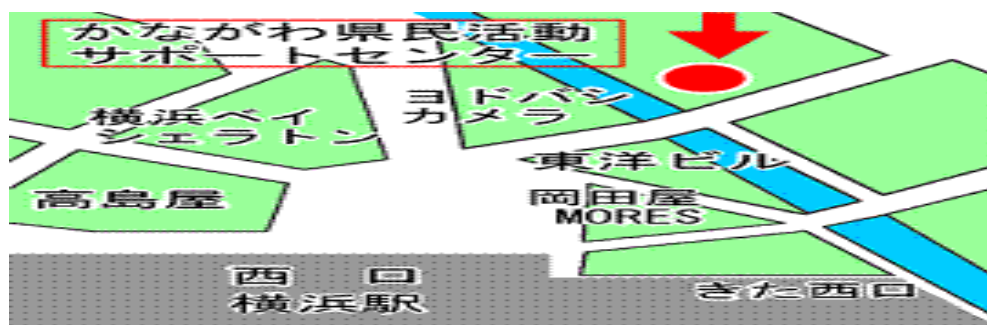 かながわ県民活動
サポートセンター
ヨドバシ
カメラ
横浜ベイ
シェラトン
東洋ビル
高島屋
岡田屋
MORES
西 口
横浜駅
きた西口